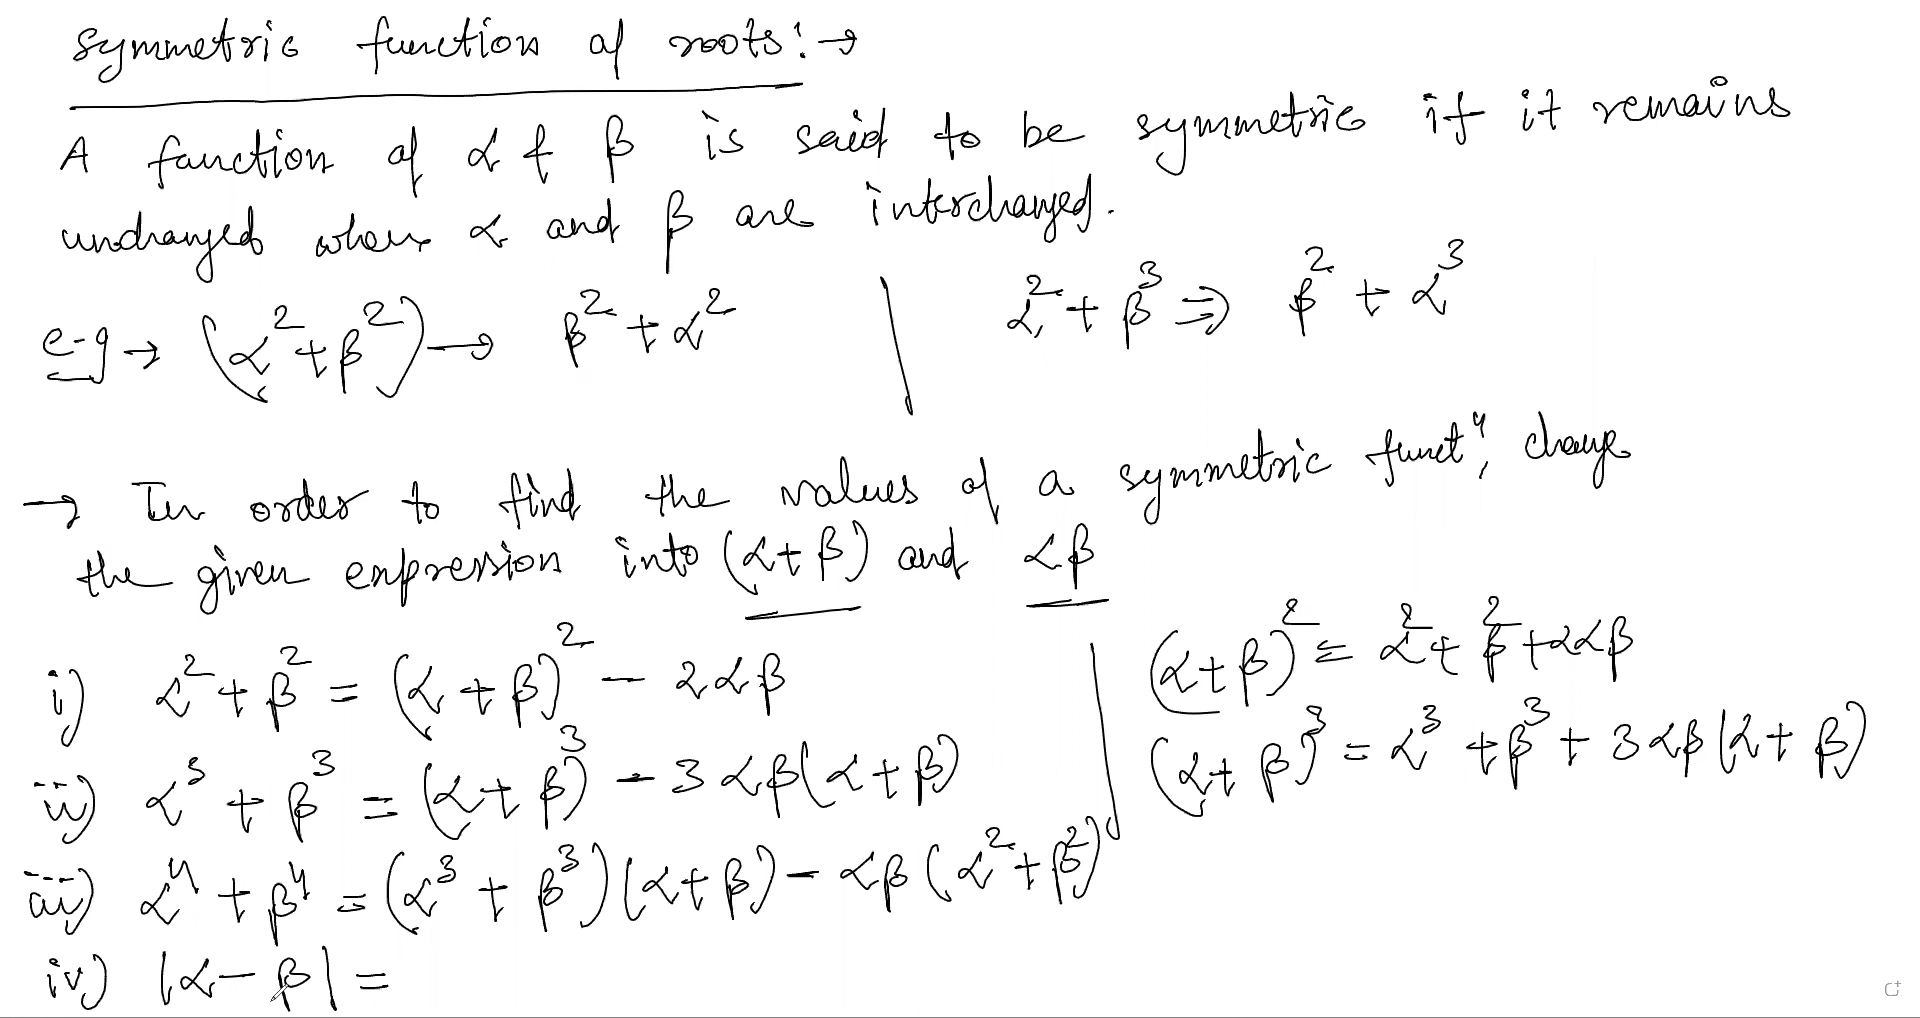 Symmetric function of roots:→
A function of α & β is said to be symmetric if it remains
unchanged when α and β are interchanged.
e-g→ (α²+β²)→ β²+α² | α²+β³ ⇒ β²+α³
→ In order to find the values of a symmetric functⁿ, change
the given expression into (α+β) and αβ
i) α²+β² = (α+β)² − 2αβ | (α+β)² = α²+β²+2αβ
ii) α³+β³ = (α+β)³ − 3αβ(α+β) | (α+β)³ = α³+β³+3αβ(α+β)
iii) α⁴+β⁴ = (α³+β³)(α+β) − αβ(α²+β²)
iv) |α−β| =